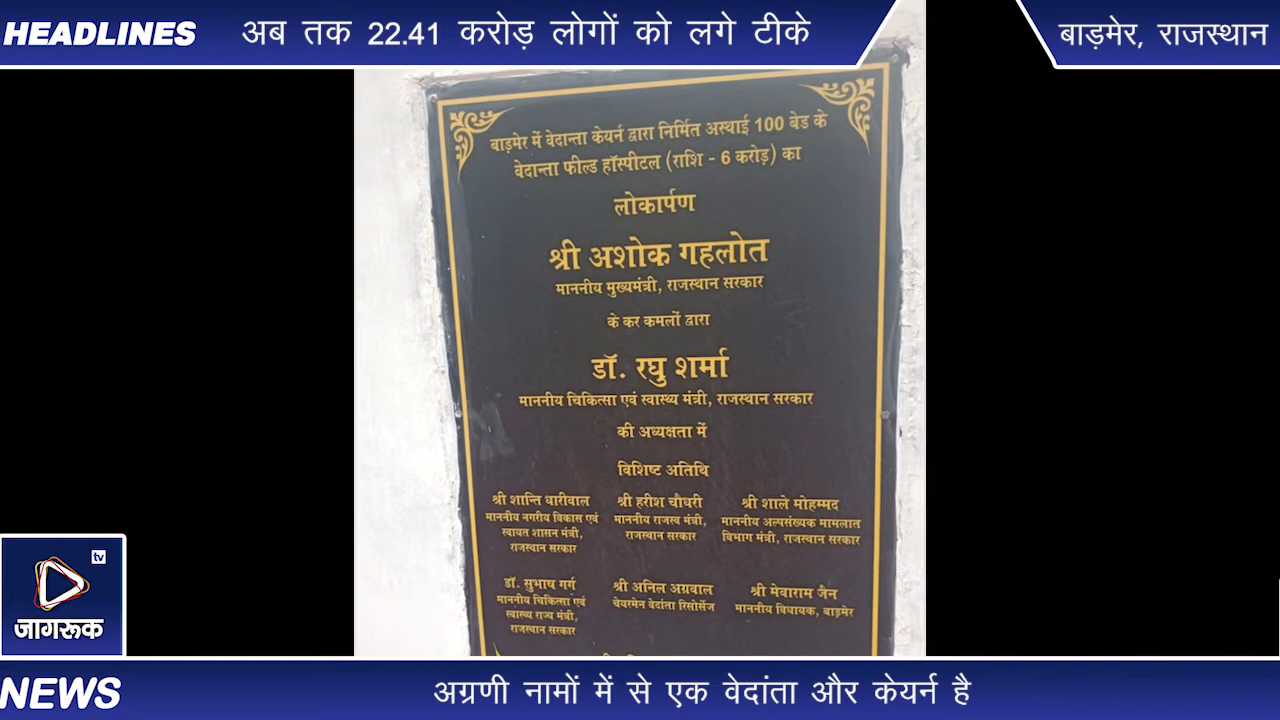 HEADLINES
अब तक 22.41 करोड़ लोगों को लगे टीके
बाड़मेर, राजस्थान
बाड़मेर में वेदान्ता केयर्न द्वारा निर्मित अस्थाई 100 बेड के
वेदान्ता फील्ड हॉस्पीटल (राशि - 6 करोड़) का
लोकार्पण
श्री अशोक गहलोत
माननीय मुख्यमंत्री, राजस्थान सरकार
के कर कमलों द्वारा
डॉ. रघु शर्मा
माननीय चिकित्सा एवं स्वास्थ्य मंत्री, राजस्थान सरकार
की अध्यक्षता में
विशिष्ट अतिथि
श्री शान्ति धारीवाल
माननीय नगरीय विकास एवं
स्वायत शासन मंत्री,
राजस्थान सरकार
श्री हरीश चौधरी
माननीय राजस्व मंत्री,
राजस्थान सरकार
श्री शाले मोहम्मद
माननीय अल्पसंख्यक मामलात
विभाग मंत्री, राजस्थान सरकार
डॉ. सुभाष गर्ग
माननीय चिकित्सा एवं
स्वास्थ्य राज्य मंत्री,
राजस्थान सरकार
श्री अनिल अग्रवाल
चेयरमेन वेदांता रिसोर्सेज
श्री मेवाराम जैन
माननीय विधायक, बाड़मेर
tv
जागरूक
NEWS
अग्रणी नामों में से एक वेदांता और केयर्न है